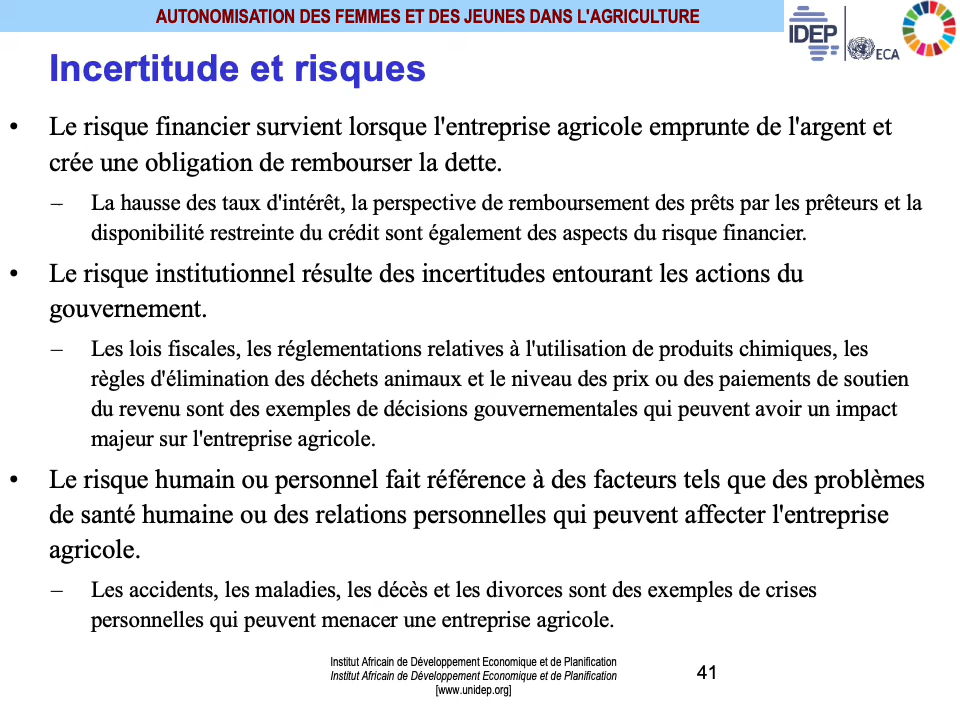 AUTONOMISATION DES FEMMES ET DES JEUNES DANS L'AGRICULTURE
IDEP
ECA
Incertitude et risques
• Le risque financier survient lorsque l'entreprise agricole emprunte de l'argent et
crée une obligation de rembourser la dette.
– La hausse des taux d'intérêt, la perspective de remboursement des prêts par les prêteurs et la
disponibilité restreinte du crédit sont également des aspects du risque financier.
• Le risque institutionnel résulte des incertitudes entourant les actions du
gouvernement.
– Les lois fiscales, les réglementations relatives à l'utilisation de produits chimiques, les
règles d'élimination des déchets animaux et le niveau des prix ou des paiements de soutien
du revenu sont des exemples de décisions gouvernementales qui peuvent avoir un impact
majeur sur l'entreprise agricole.
• Le risque humain ou personnel fait référence à des facteurs tels que des problèmes
de santé humaine ou des relations personnelles qui peuvent affecter l'entreprise
agricole.
– Les accidents, les maladies, les décès et les divorces sont des exemples de crises
personnelles qui peuvent menacer une entreprise agricole.
Institut Africain de Développement Economique et de Planification
Institut Africain de Développement Economique et de Planification
[www.unidep.org]
41